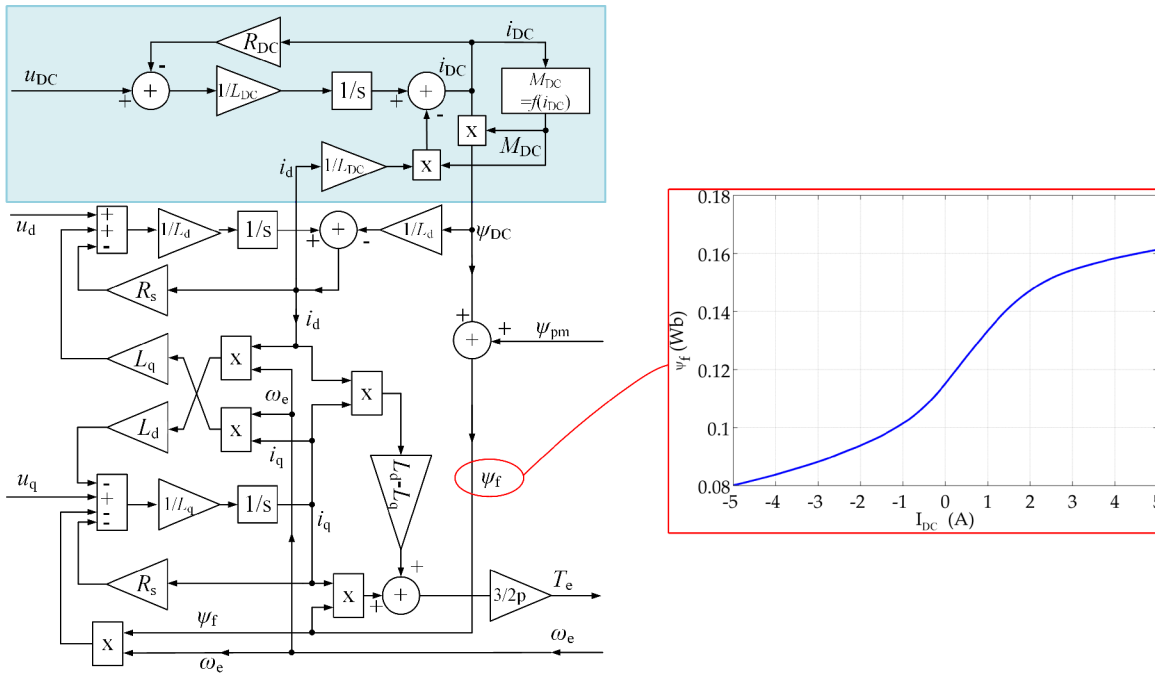 i_DC
R_DC
i_DC
-
u_DC
M_DC
=f(i_DC)
+
1/L_DC
1/s
+
+
+
-
x
M_DC
i_d
1/L_DC
x
u_d
+
+
-
1/L_d
1/s
+
+
-
1/L_d
ψ_DC
R_s
i_d
+
+
+
ψ_pm
L_q
x
x
ω_e
L_d
x
i_q
L_d-L_q
u_q
-
+
-
-
1/L_q
1/s
i_q
ψ_f
R_s
x
+
+
+
3/2p
T_e
ψ_f
x
ω_e
ω_e
0.18
0.16
0.14
0.12
0.1
0.08
ψ_f (Wb)
-5 -4 -3 -2 -1 0 1 2 3 4 5
I_DC (A)